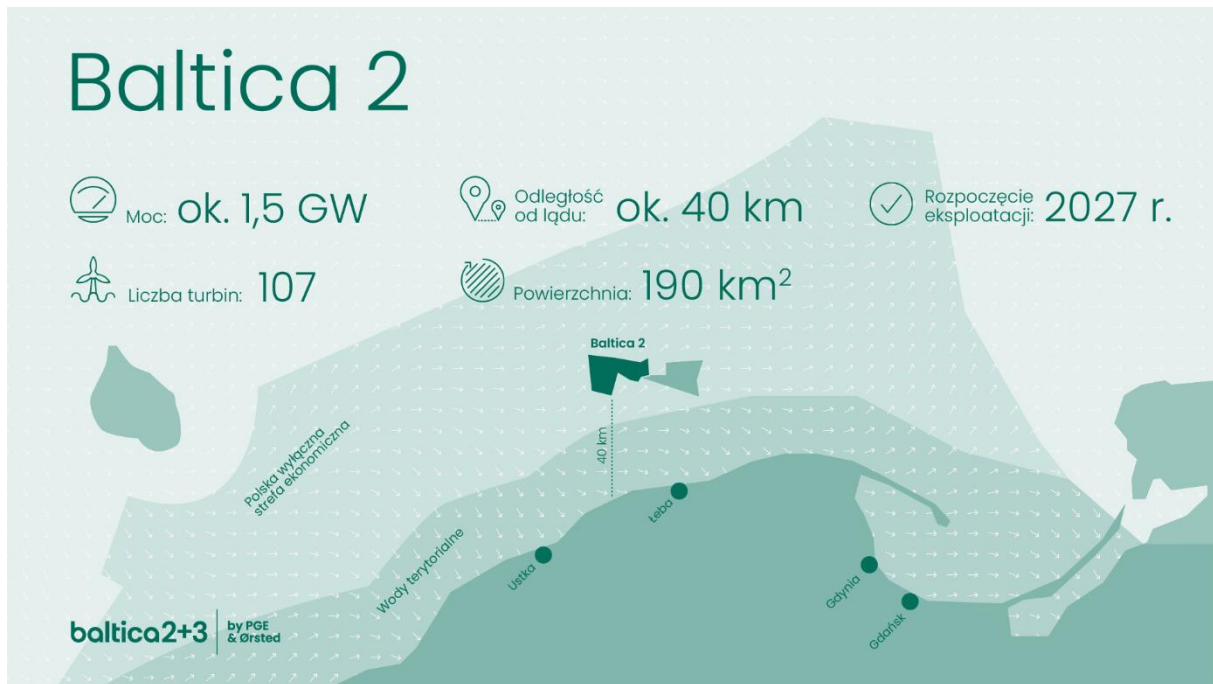 Baltica 2
Moc: ok. 1,5 GW
Odległość
od lądu: ok. 40 km
Rozpoczęcie
eksploatacji: 2027 r.
Liczba turbin: 107
Powierzchnia: 190 km²
Baltica 2
40 km
Polska wyłączna
strefa ekonomiczna
Wody terytorialne
Łeba
Ustka
Gdynia
Gdańsk
baltica2+3
by PGE
& Ørsted